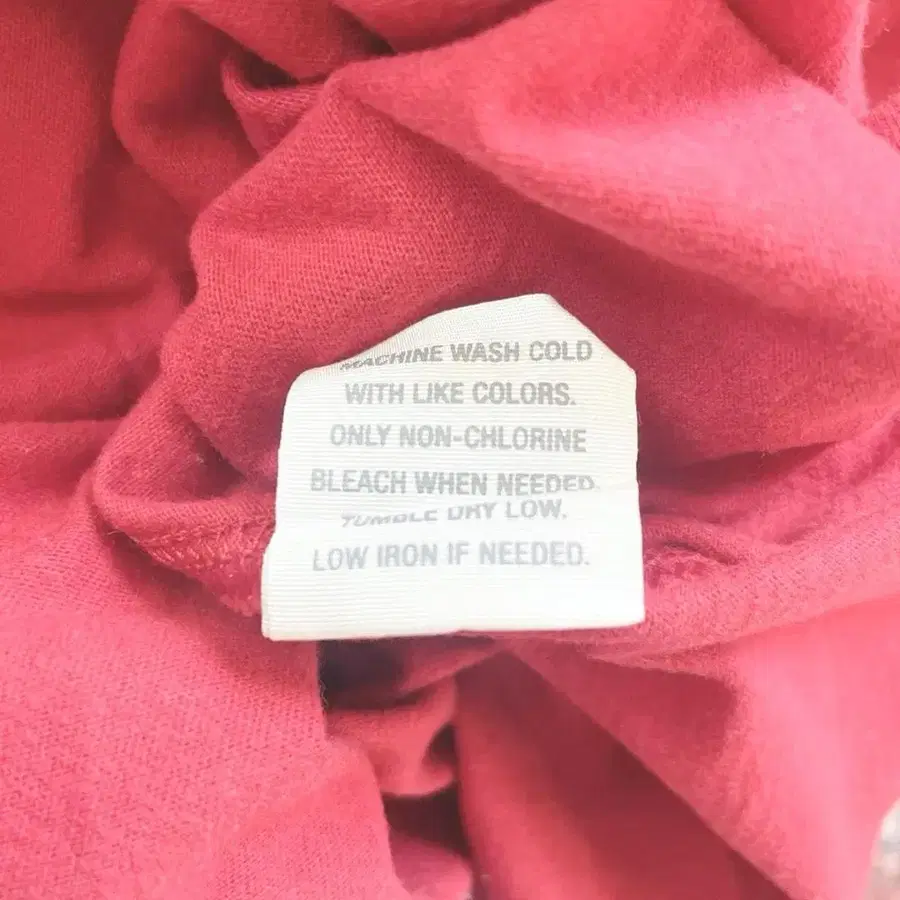 MACHINE WASH COLD
WITH LIKE COLORS.
ONLY NON-CHLORINE
BLEACH WHEN NEEDED.
TUMBLE DRY LOW.
LOW IRON IF NEEDED.